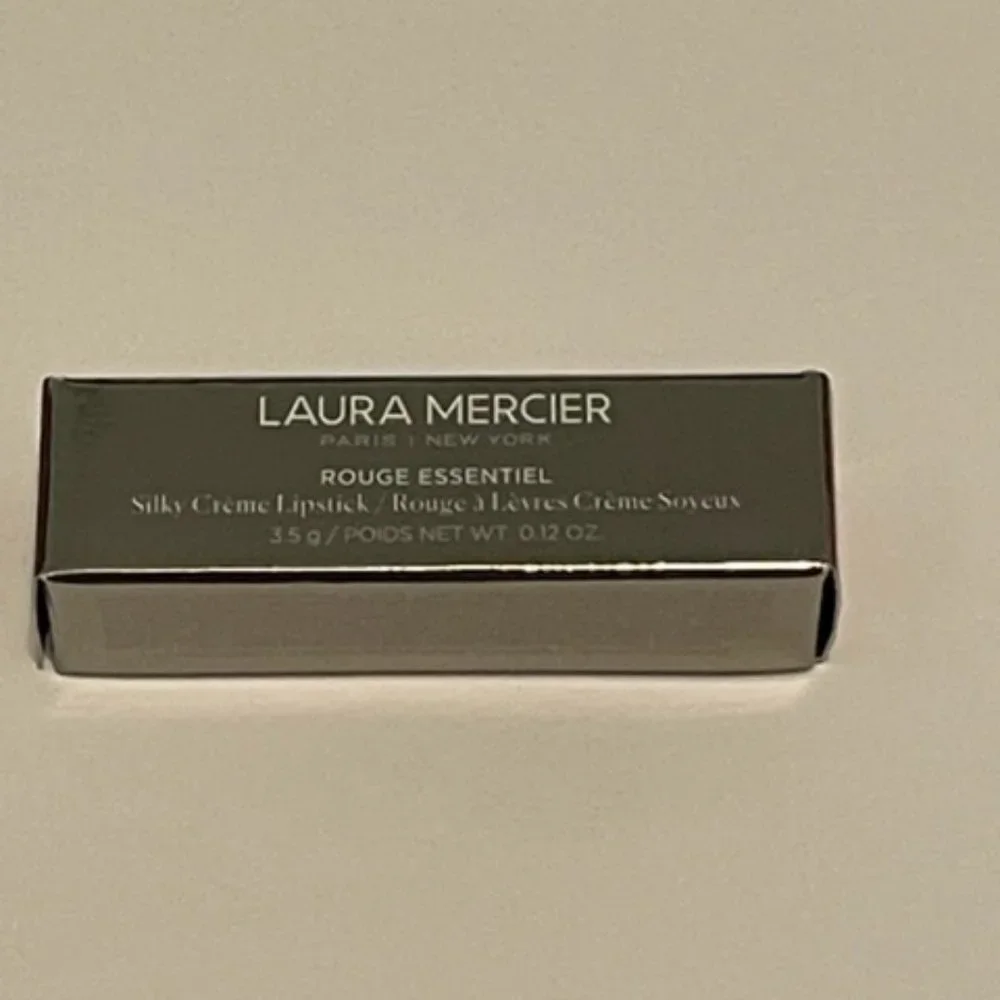 LAURA MERCIER
PARIS | NEW YORK
ROUGE ESSENTIEL
Silky Crème Lipstick / Rouge à Lèvres Crème Soyeux
3.5 g / POIDS NET WT. 0.12 OZ.